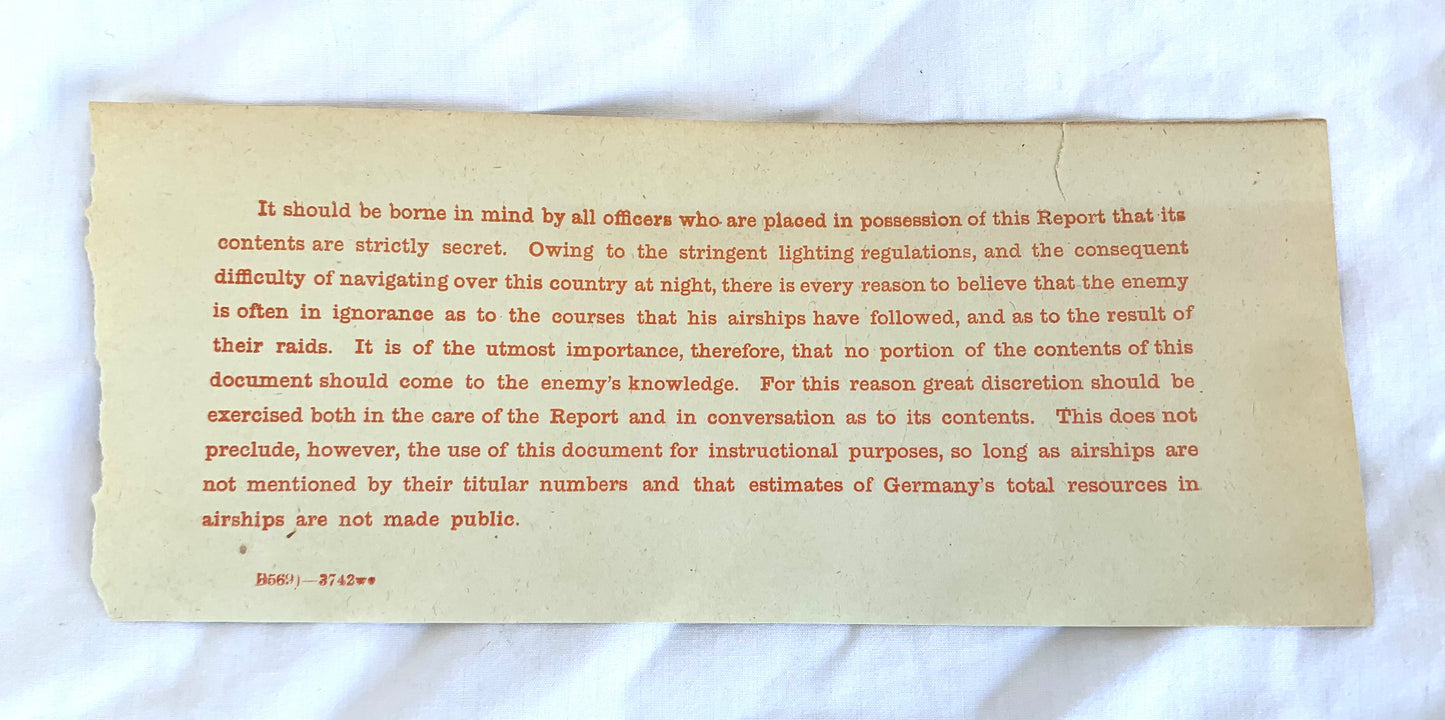 It should be borne in mind by all officers who are placed in possession of this Report that its
contents are strictly secret. Owing to the stringent lighting regulations, and the consequent
difficulty of navigating over this country at night, there is every reason to believe that the enemy
is often in ignorance as to the courses that his airships have followed, and as to the result of
their raids. It is of the utmost importance, therefore, that no portion of the contents of this
document should come to the enemy's knowledge. For this reason great discretion should be
exercised both in the care of the Report and in conversation as to its contents. This does not
preclude, however, the use of this document for instructional purposes, so long as airships are
not mentioned by their titular numbers and that estimates of Germany's total resources in
airships are not made public.